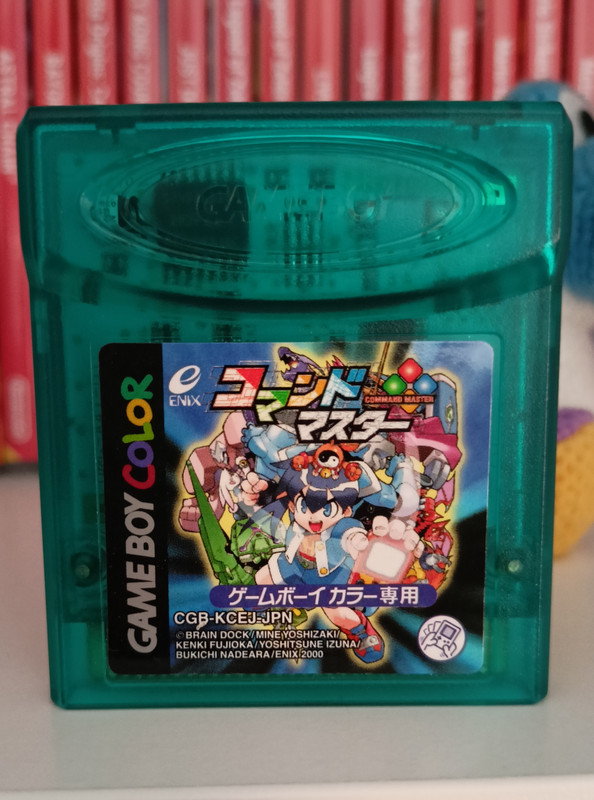 GAME BOY COLOR
ENIX
コマンド
マスター
COMMAND MASTER
ゲームボーイカラー専用
CGB-KCEJ-JPN
©BRAIN DOCK/MINE YOSHIZAKI/
KENKI FUJIOKA/YOSHITSUNE IZUNA/
BUKICHI NADEARA/ENIX 2000